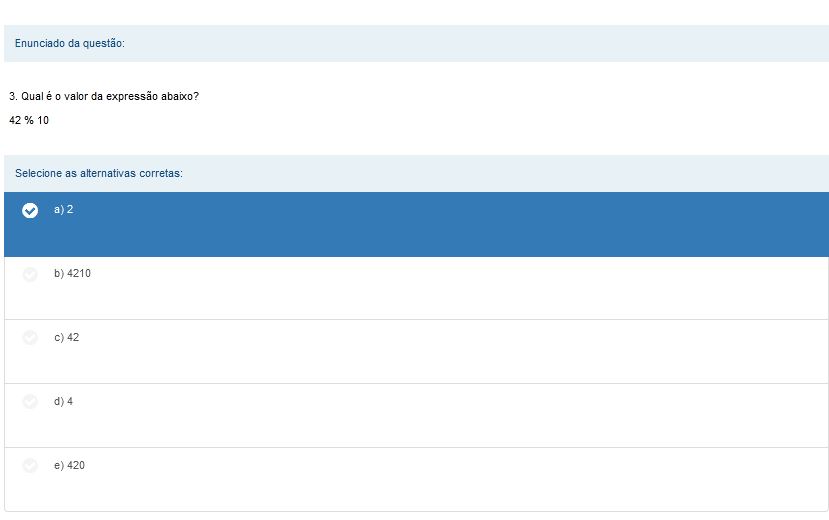 Enunciado da questão:
3. Qual é o valor da expressão abaixo?
42 % 10
Selecione as alternativas corretas:
a) 2
b) 4210
c) 42
d) 4
e) 420